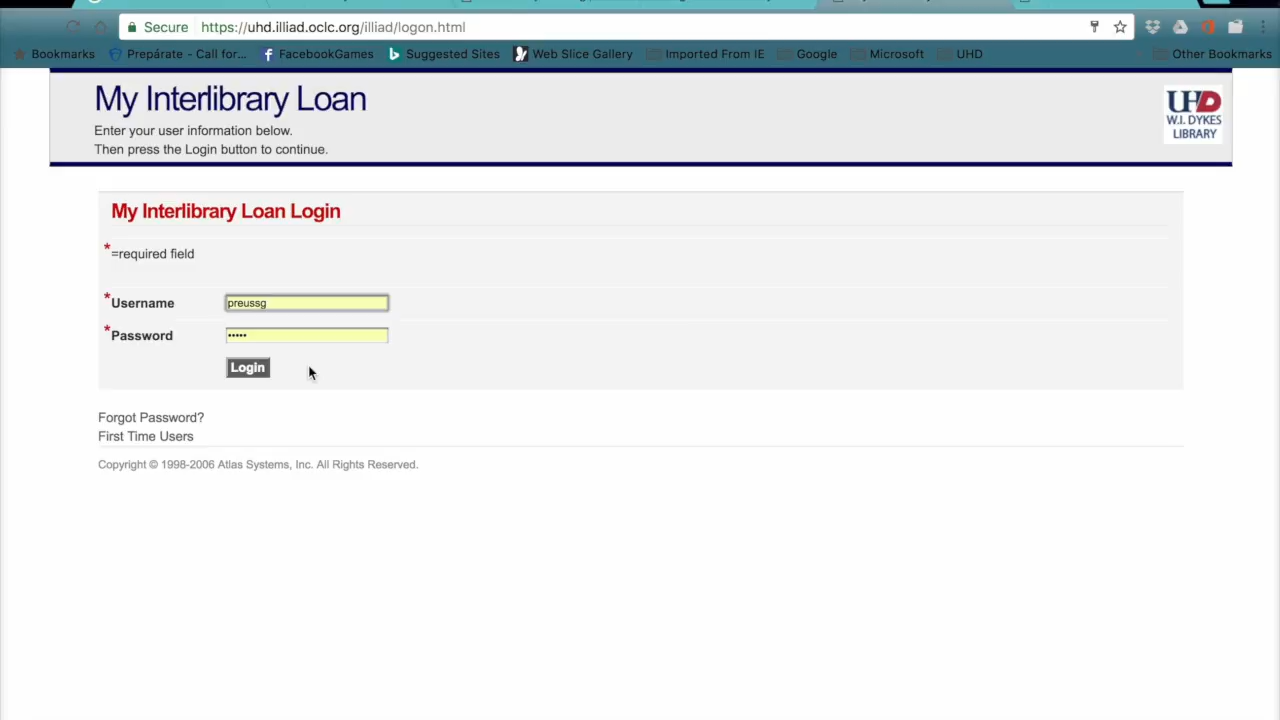 Secure https://uhd.illiad.oclc.org/illiad/logon.html
Bookmarks Prepárate - Call for... FacebookGames Suggested Sites Web Slice Gallery Imported From IE Google Microsoft UHD Other Bookmarks
My Interlibrary Loan
Enter your user information below.
Then press the Login button to continue.
UHD
W.I. DYKES
LIBRARY
My Interlibrary Loan Login
*=required field
*Username preussg
*Password •••••
Login
Forgot Password?
First Time Users
Copyright © 1998-2006 Atlas Systems, Inc. All Rights Reserved.